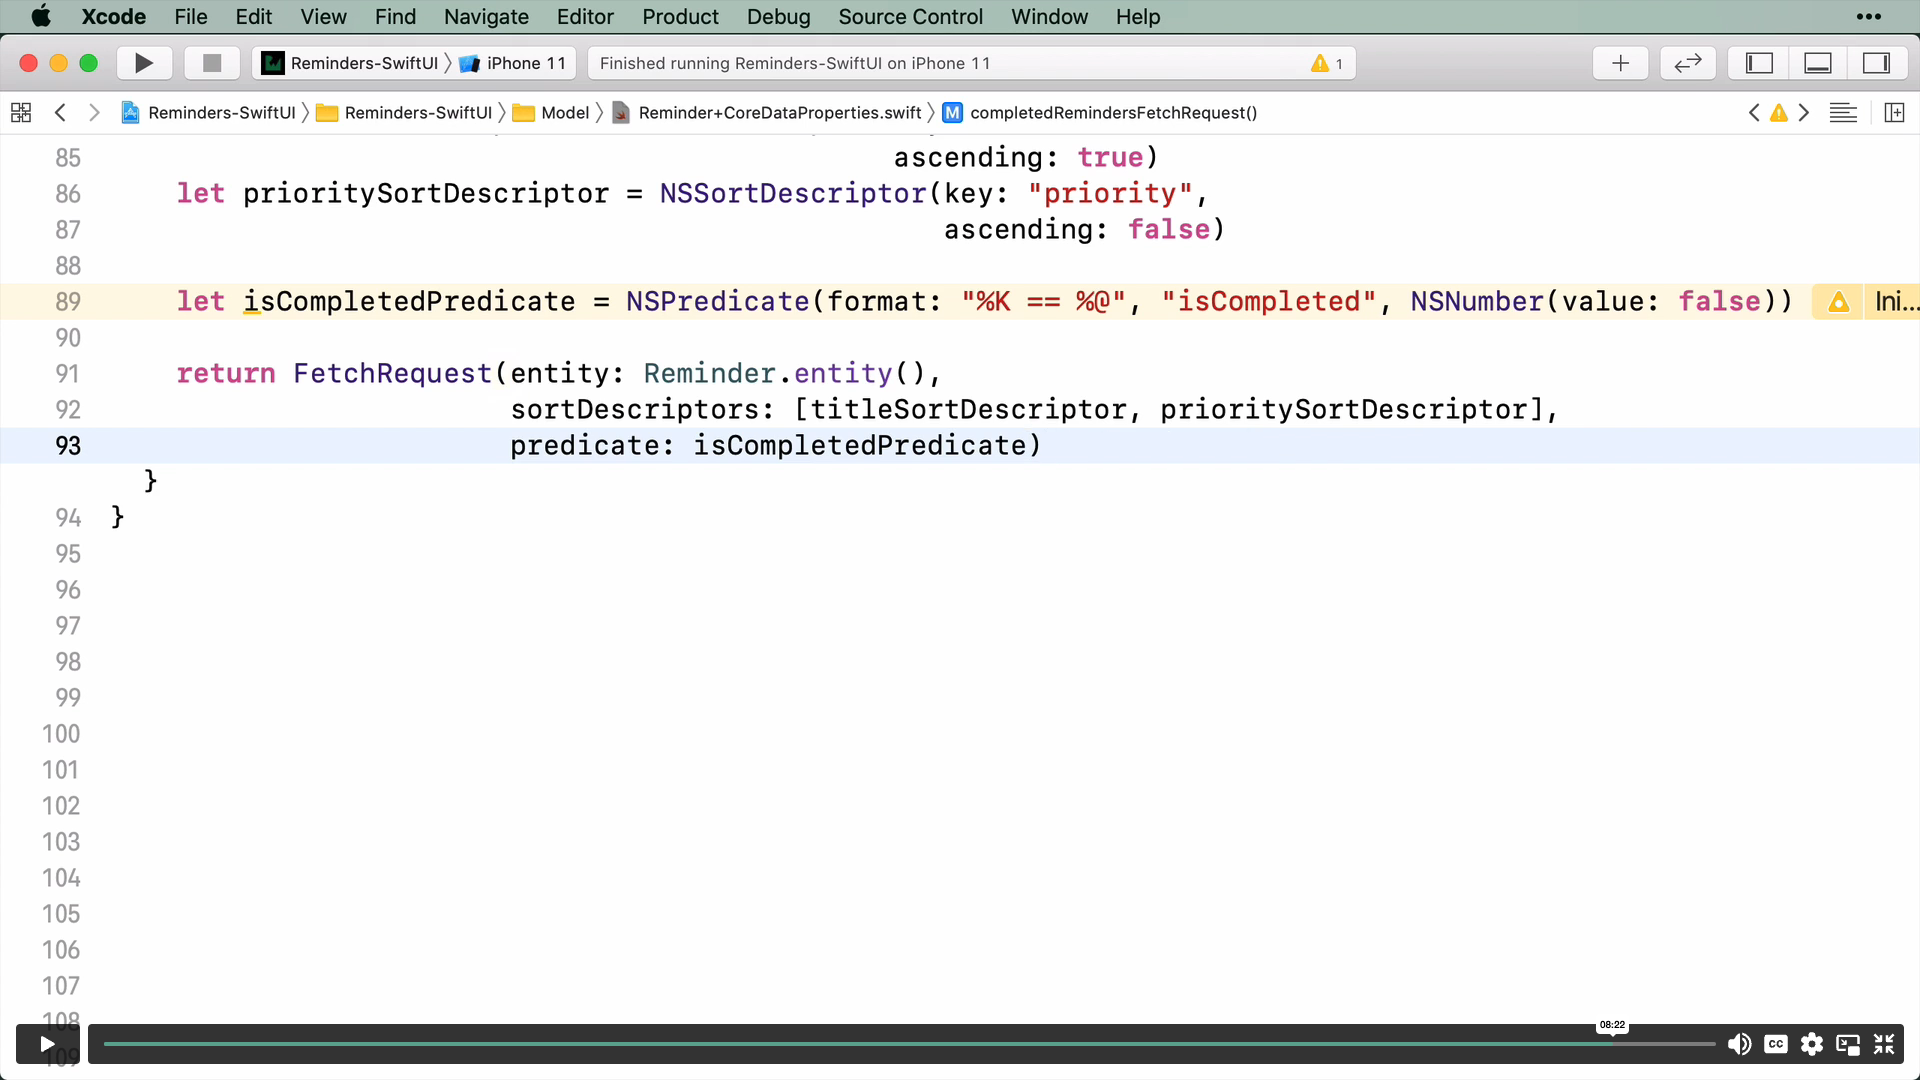 Xcode File Edit View Find Navigate Editor Product Debug Source Control Window Help
Reminders-SwiftUI iPhone 11 Finished running Reminders-SwiftUI on iPhone 11 1
Reminders-SwiftUI Reminders-SwiftUI Model Reminder+CoreDataProperties.swift M completedRemindersFetchRequest()
85 ascending: true)
86 let prioritySortDescriptor = NSSortDescriptor(key: "priority",
87 ascending: false)
88
89 let isCompletedPredicate = NSPredicate(format: "%K == %@", "isCompleted", NSNumber(value: false)) Ini...
90
91 return FetchRequest(entity: Reminder.entity(),
92 sortDescriptors: [titleSortDescriptor, prioritySortDescriptor],
93 predicate: isCompletedPredicate)
}
94 }
95
96
97
98
99
100
101
102
103
104
105
106
107
108
08:22
CC
109